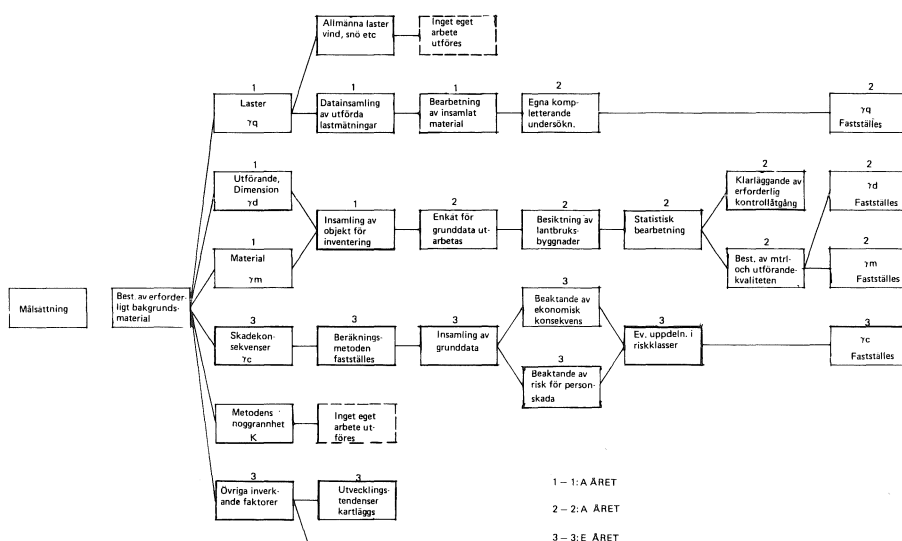 Allmänna laster
vind, snö etc
Inget eget
arbete
utföres
1
Laster
γq
1
Datainsamling
av utförda
lastmätningar
1
Bearbetning
av insamlat
material
2
Egna komp-
letterande
undersökn.
2
γq
Fastställes
1
Utförande,
Dimension
γd
1
Insamling av
objekt för
inventering
2
Enkät för
grunddata ut-
arbetas
2
Besiktning av
lantbruks-
byggnader
2
Statistisk
bearbetning
2
Klarläggande av
erforderlig
kontrollåtgång
2
γd
Fastställes
1
Material
γm
2
Best. av mtrl-
och utförande-
kvaliteten
2
γm
Fastställes
Målsattning
Best. av erforder-
ligt bakgrunds-
material
3
Skadekon-
sekvenser
γc
3
Beräknings-
metoden
fastställes
3
Insamling av
grunddata
3
Beaktande av
ekonomisk
konsekvens
3
Beaktande av
risk för person-
skada
3
Ev. uppdeln. i
riskklasser
3
γc
Fastställes
Metodens
noggrannhet
K
Inget eget
arbete ut-
föres
3
Övriga inverk-
ande faktorer
3
Utvecklings-
tendenser
kartläggs
1 – 1:A ÅRET
2 – 2:A ÅRET
3 – 3:E ÅRET